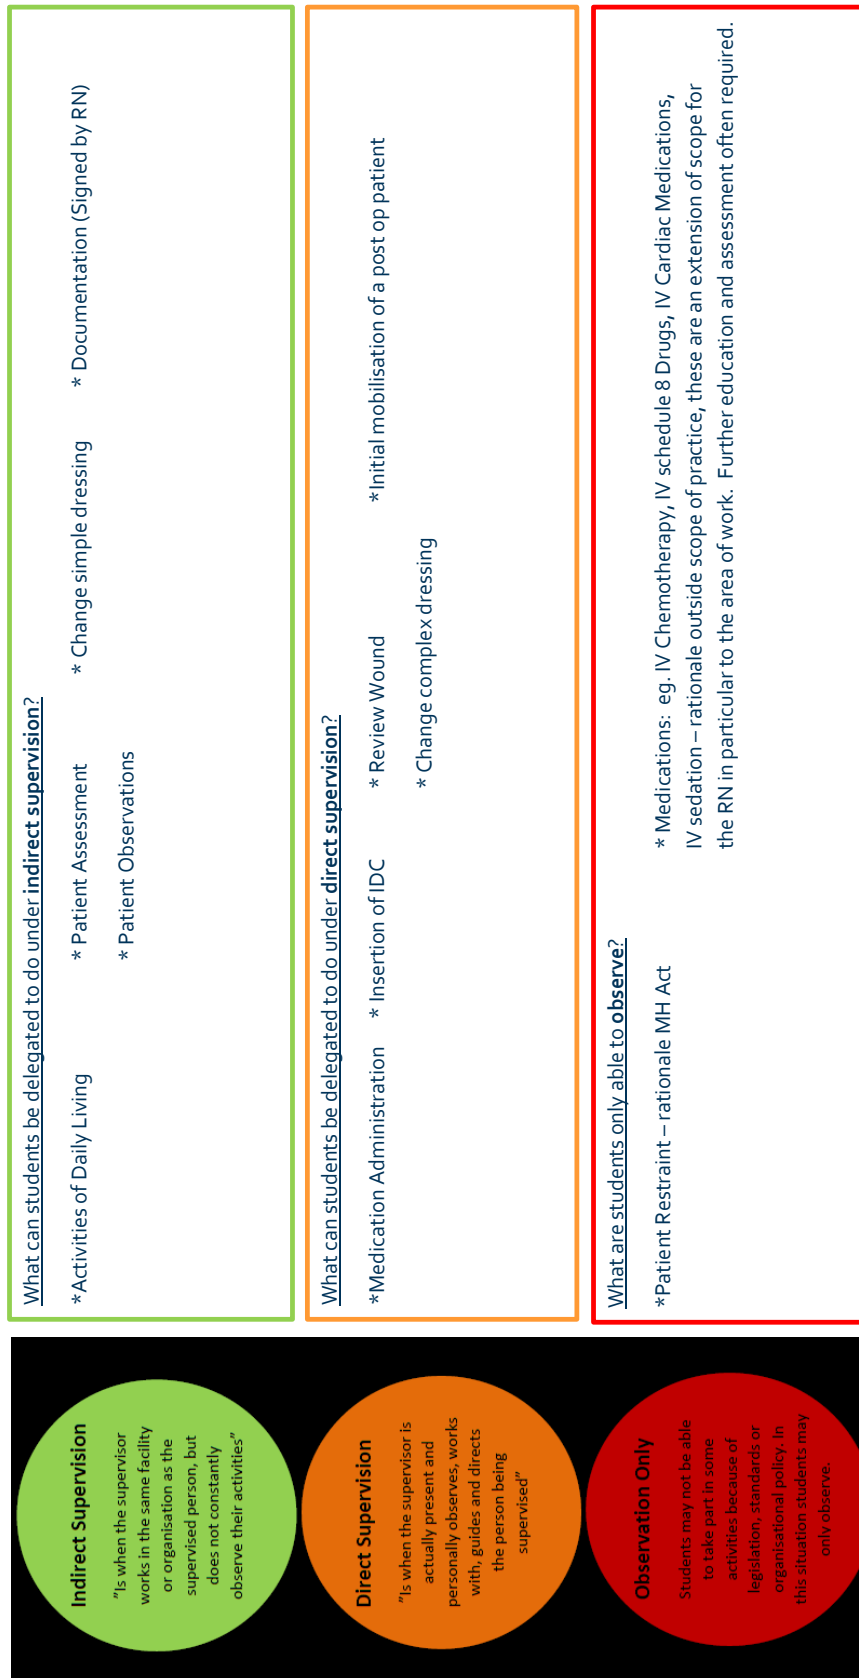 Indirect Supervision
"Is when the supervisor
works in the same facility
or organisation as the
supervised person, but
does not constantly
observe their activities"
What can students be delegated to do under indirect supervision?
*Activities of Daily Living
* Patient Assessment
* Change simple dressing
* Documentation (Signed by RN)
* Patient Observations
Direct Supervision
"Is when the supervisor is
actually present and
personally observes, works
with, guides and directs
the person being
supervised"
What can students be delegated to do under direct supervision?
*Medication Administration
* Insertion of IDC
* Review Wound
*Initial mobilisation of a post op patient
* Change complex dressing
Observation Only
Students may not be able
to take part in some
activities because of
legislation, standards or
organisational policy. In
this situation students may
only observe.
What are students only able to observe?
*Patient Restraint – rationale MH Act
* Medications: eg. IV Chemotherapy, IV schedule 8 Drugs, IV Cardiac Medications,
IV sedation – rationale outside scope of practice, these are an extension of scope for
the RN in particular to the area of work. Further education and assessment often required.